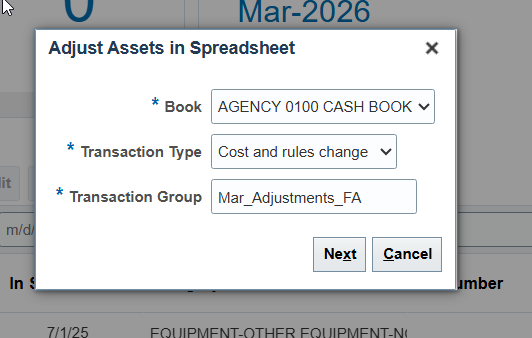 0
Mar-2026
Adjust Assets in Spreadsheet
* Book AGENCY 0100 CASH BOOK
* Transaction Type Cost and rules change
* Transaction Group Mar_Adjustments_FA
it
m/d/
Next Cancel
In umber
7/1/25 EQUIPMENT-OTHER EQUIPMENT-